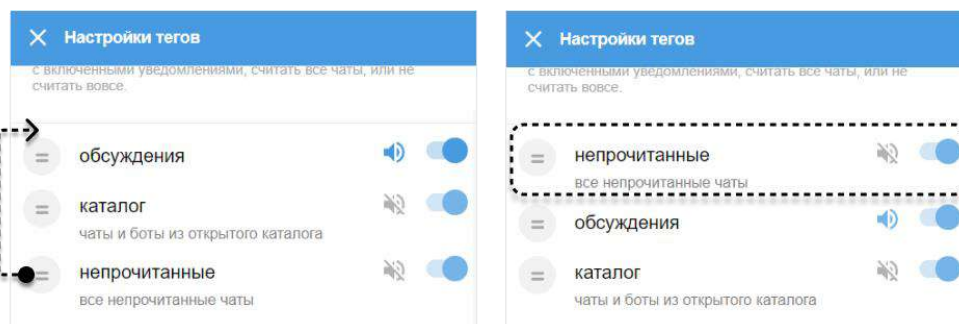 Настройки тегов
с включенными уведомлениями, считать все чаты, или не
считать вовсе.
обсуждения
каталог
чаты и боты из открытого каталога
непрочитанные
все непрочитанные чаты
Настройки тегов
с включенными уведомлениями, считать все чаты, или не
считать вовсе.
непрочитанные
все непрочитанные чаты
обсуждения
каталог
чаты и боты из открытого каталога